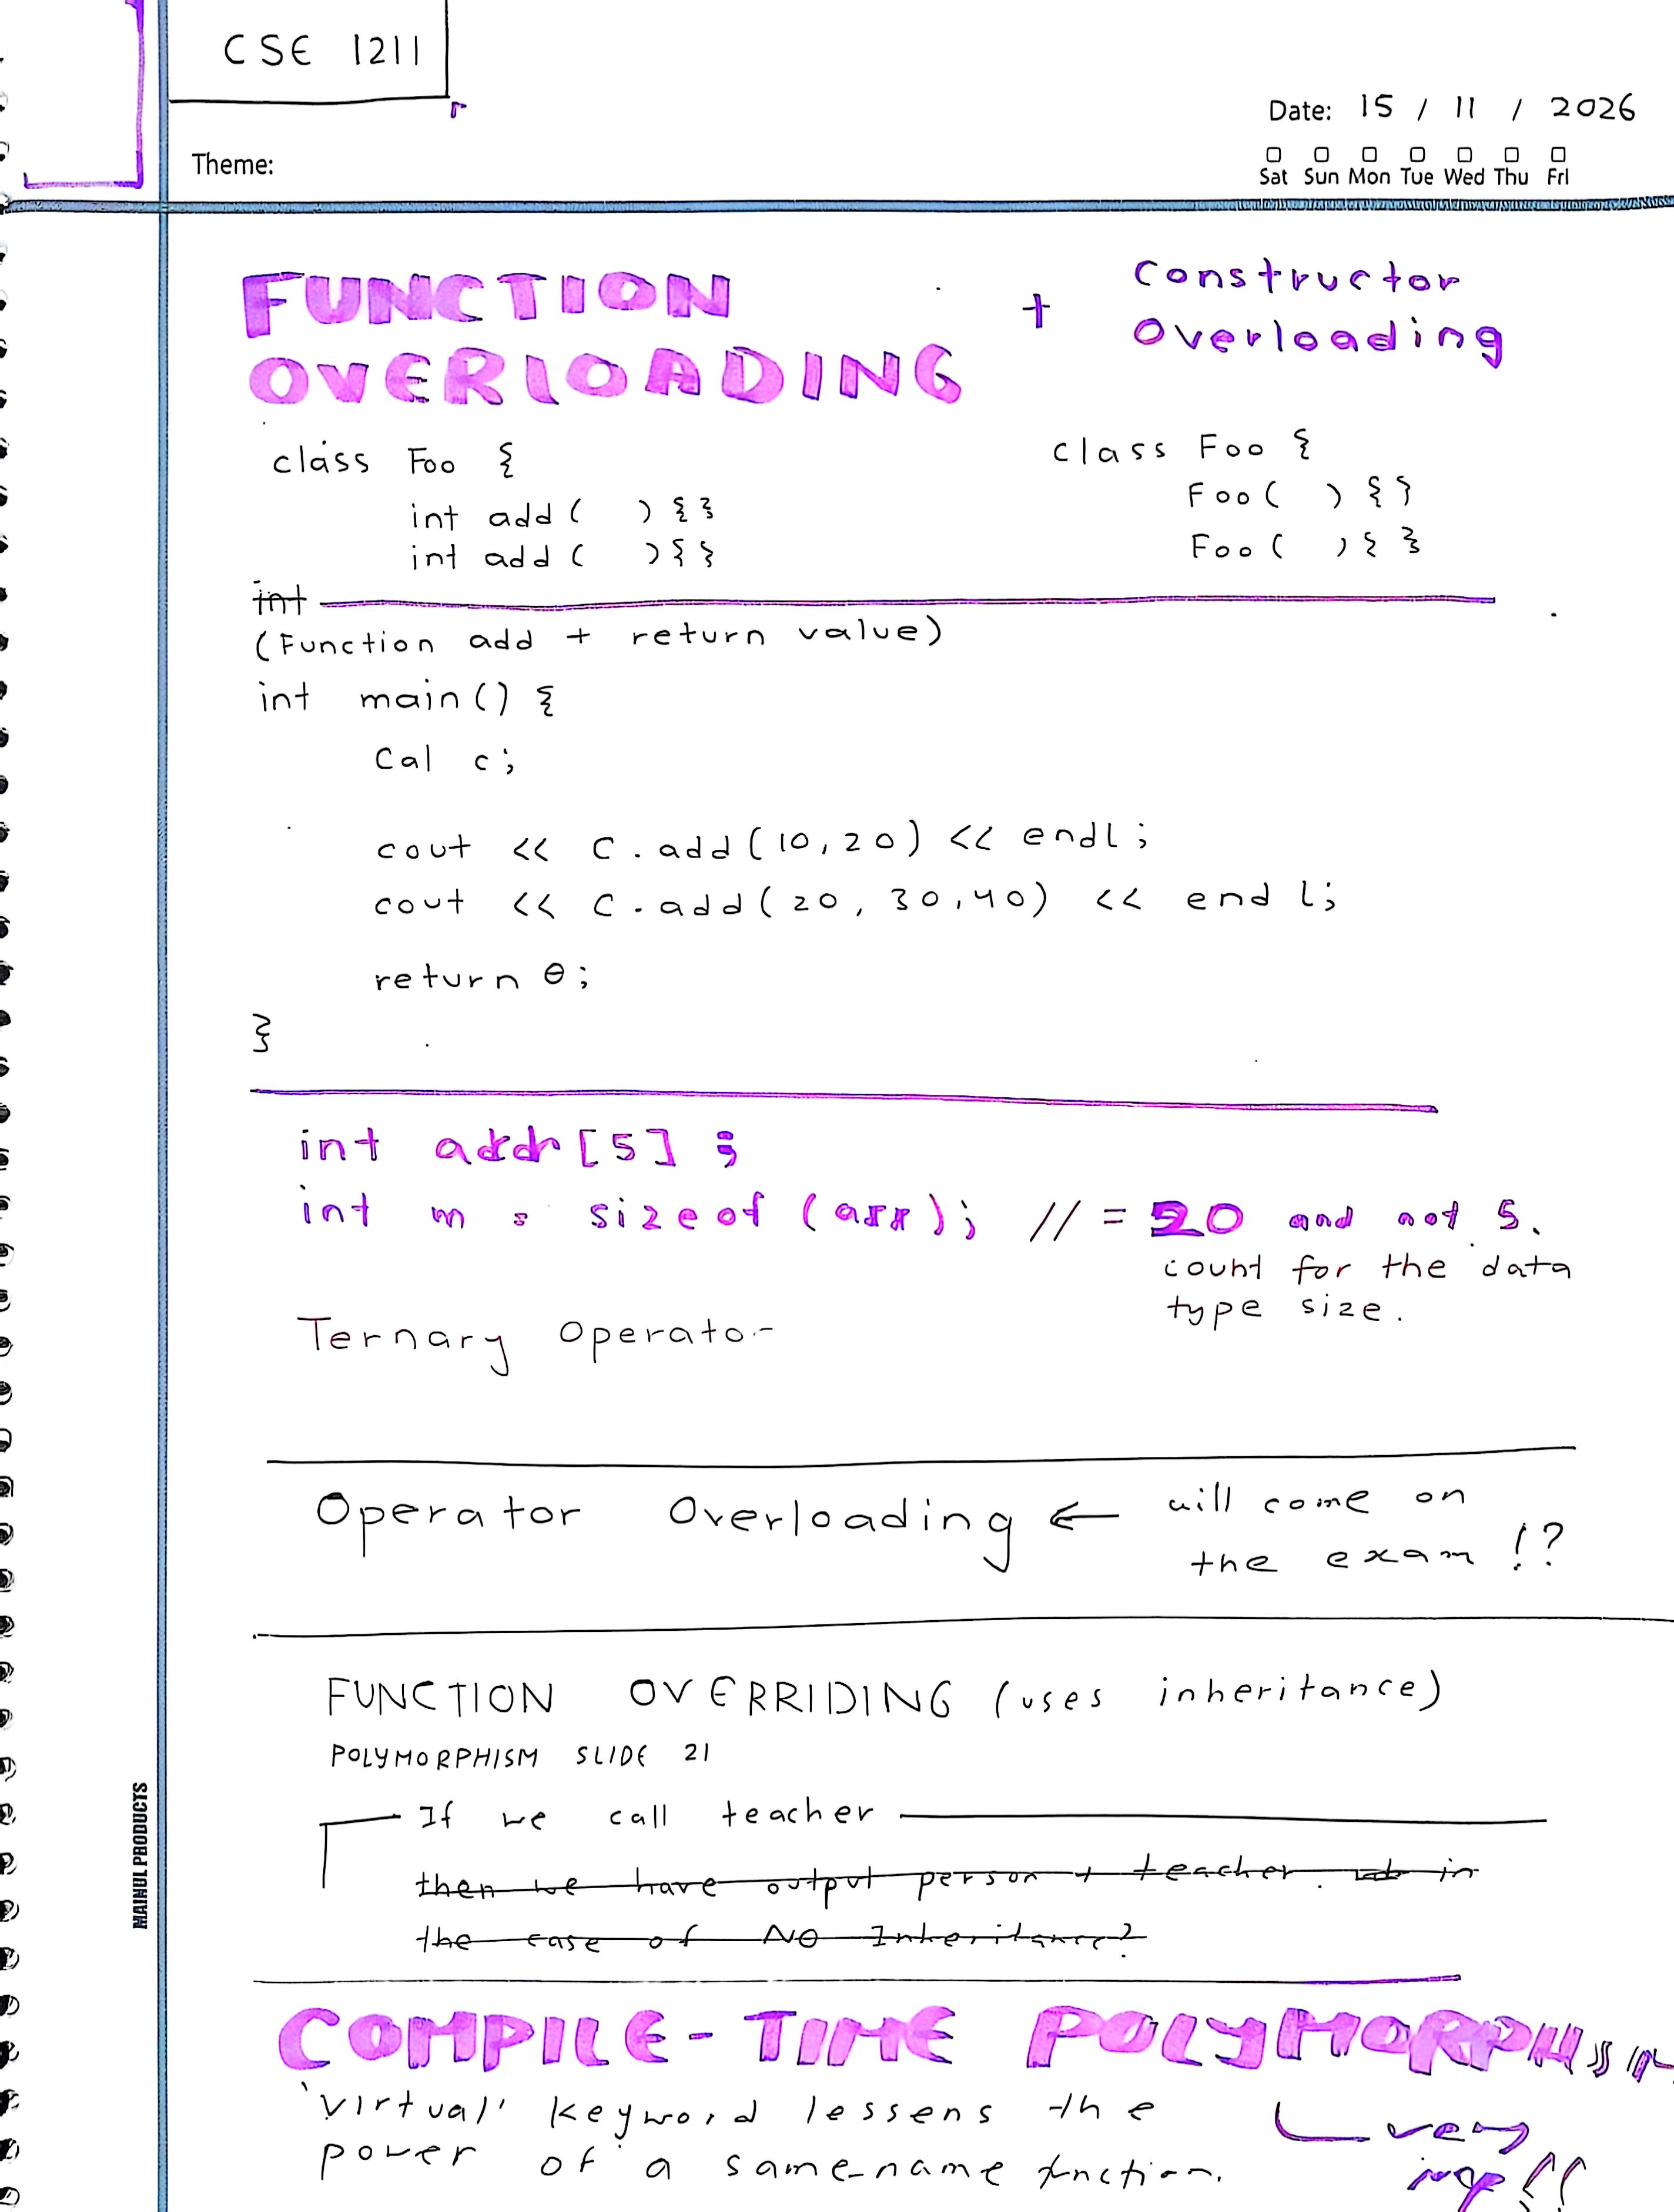 CSE 1211
Date: 15 / 11 / 2026
Theme:
Sat Sun Mon Tue Wed Thu Fri
FUNCTION
OVERLOADING
+ Constructor
Overloading
class Foo {
int add ( ) { }
int add ( ) { }
class Foo {
Foo ( ) { }
Foo ( ) { }
int
(Function add + return value)
int main () {
Cal c;
cout << C . add ( 10, 20 ) << endl ;
cout << C . add ( 20, 30, 40 ) << end l;
return 0 ;
}
int [5] ;
int m = sizeof (arr); // = 20 and not 5.
count for the data
type size.
Ternary Operator
Operator Overloading ← will come on
the exam !?
FUNCTION OVERRIDING (uses inheritance)
POLYMORPHISM SLIDE 21
If we call teacher
then we have output person + teacher. in
the case of NO Inheritance?
COMPILE-TIME POLYMORPHISM
'virtual' keyword lessens the
power of a same-name function.
very
imp!!
MANUL PRODUCTS